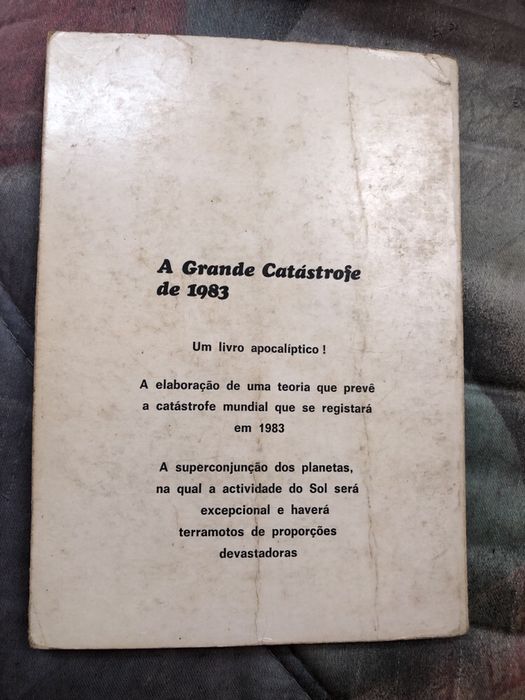 A Grande Catástrofe
de 1983
Um livro apocalíptico !
A elaboração de uma teoria que prevê
a catástrofe mundial que se registará
em 1983
A superconjunção dos planetas,
na qual a actividade do Sol será
excepcional e haverá
terramotos de proporções
devastadoras